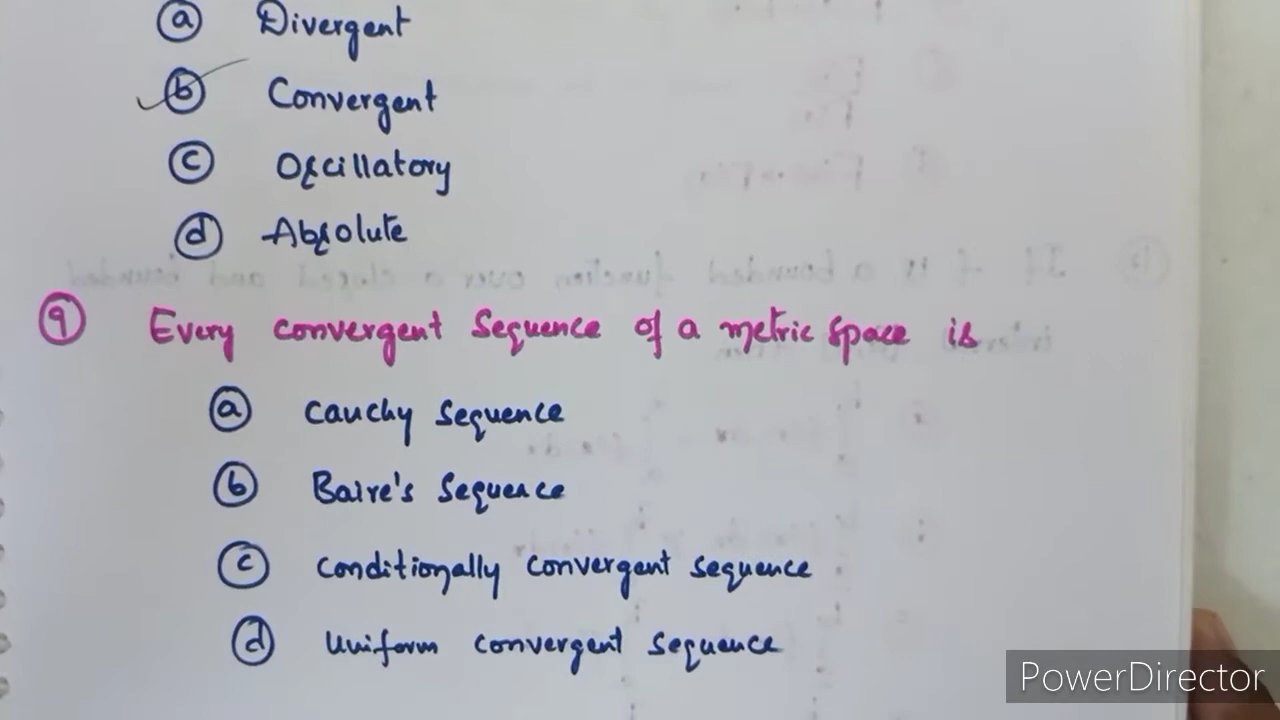 a Divergent
b Convergent
c Oscillatory
d Absolute
9 Every convergent sequence of a metric space is
a Cauchy sequence
b Baire's sequence
c Conditionally convergent sequence
d Uniform convergent sequence
PowerDirector